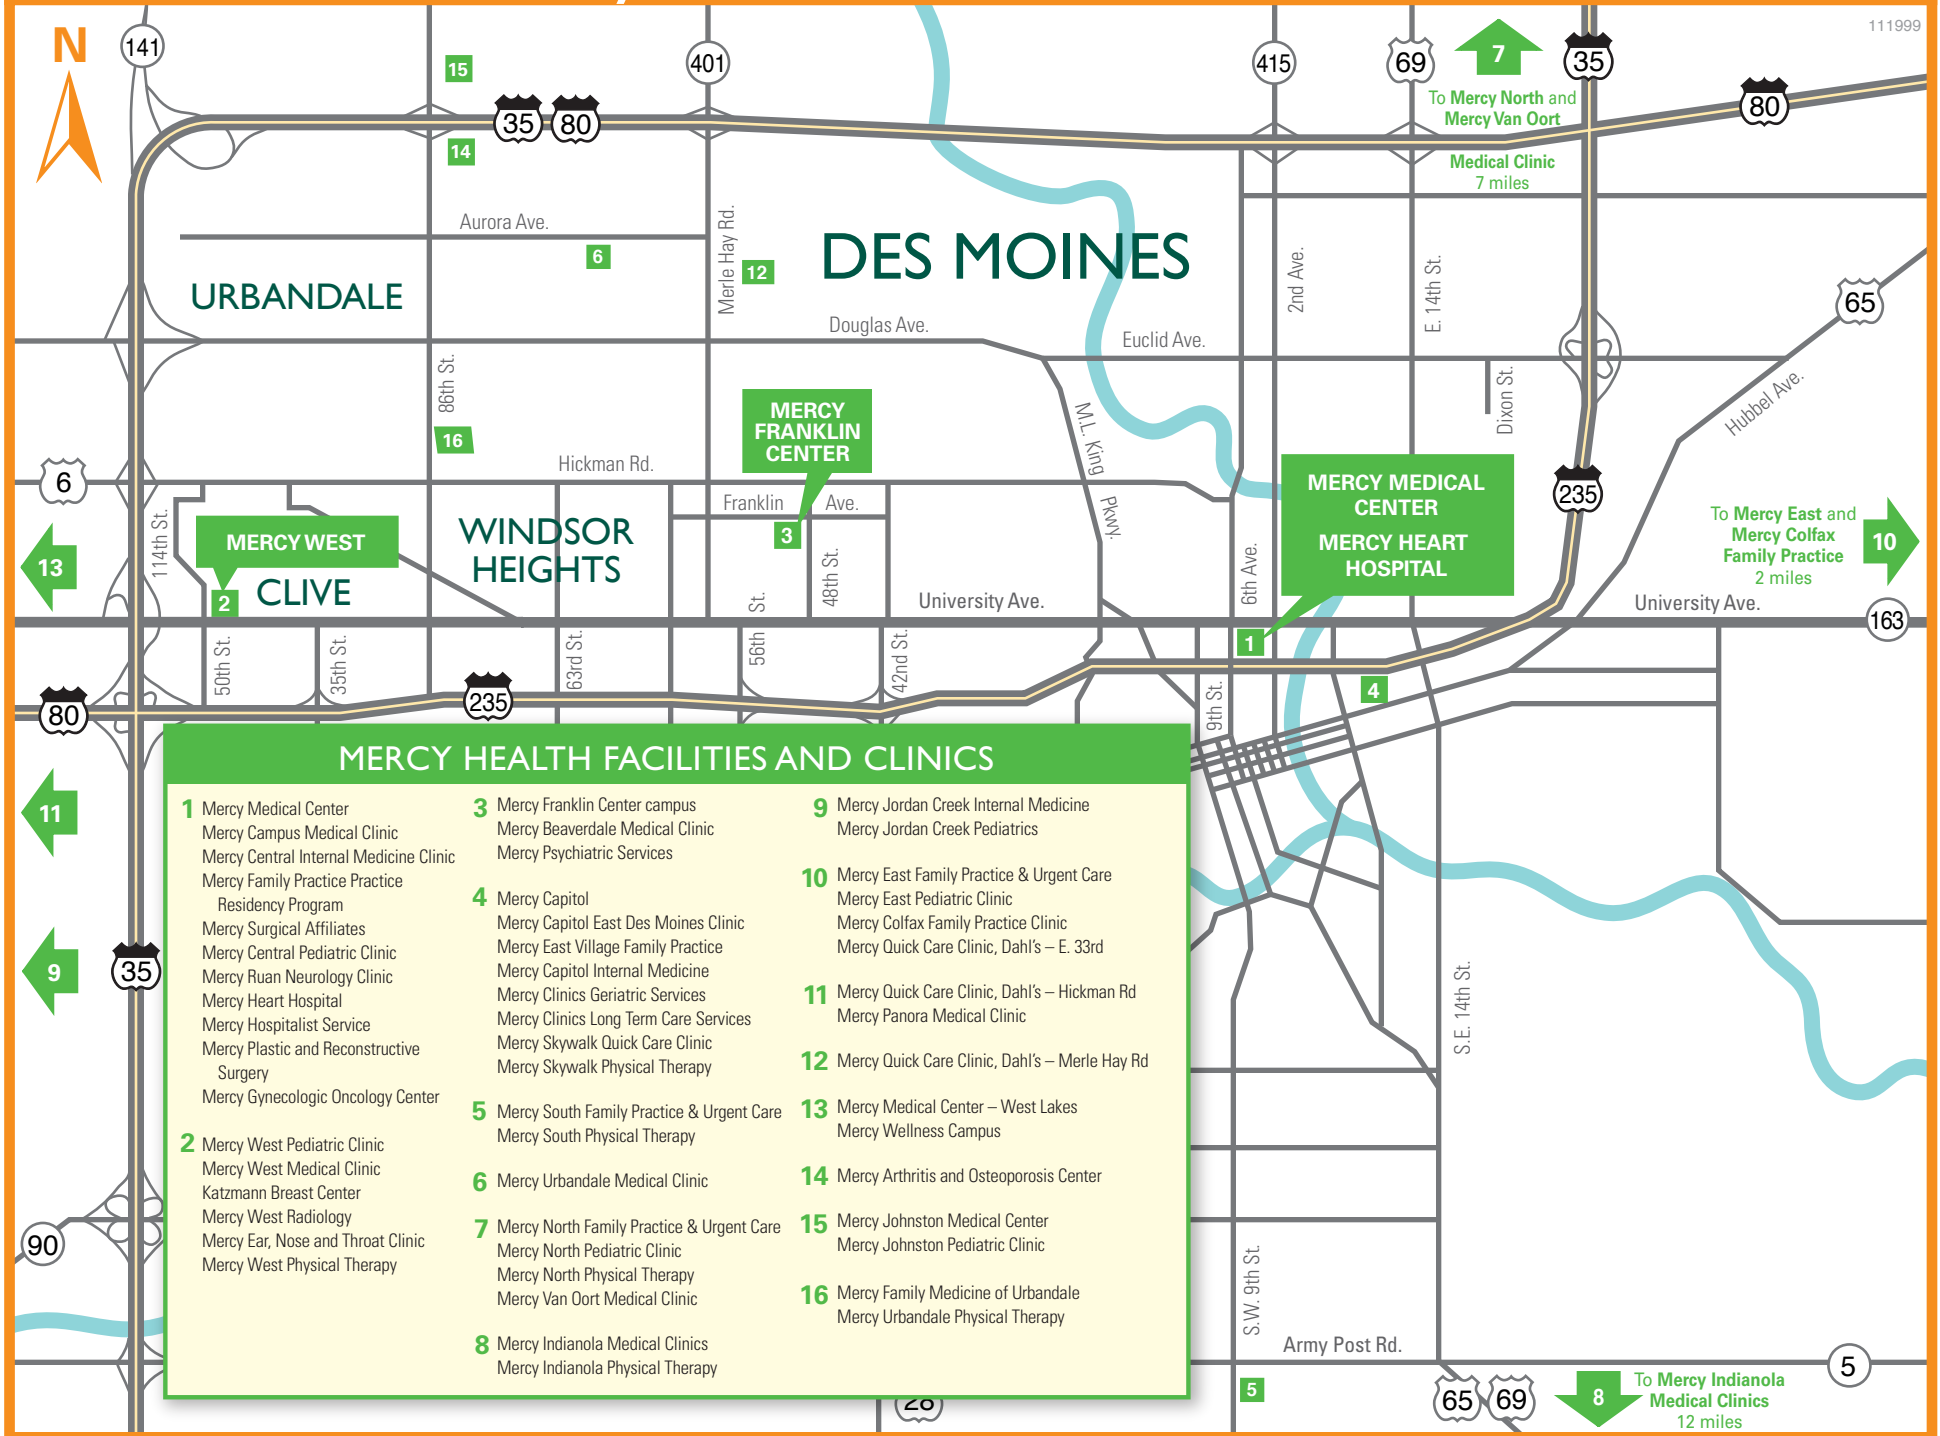 111999
N
141
15
401
415
69
7
35
35
80
80
To Mercy North and
Mercy Van Oort
Medical Clinic
7 miles
14
Aurora Ave.
6
Merle Hay Rd.
12
DES MOINES
2nd Ave.
E. 14th St.
65
URBANDALE
Douglas Ave.
Euclid Ave.
86th St.
Dixon St.
Hubbel Ave.
16
MERCY
FRANKLIN
CENTER
M.L. King Pkwy.
6
Hickman Rd.
Franklin Ave.
3
48th St.
MERCY MEDICAL
CENTER
MERCY HEART
HOSPITAL
235
114th St.
MERCY WEST
WINDSOR
HEIGHTS
To Mercy East and
Mercy Colfax
Family Practice
2 miles
10
13
2
CLIVE
6th Ave.
University Ave.
University Ave.
163
1
50th St.
35th St.
63rd St.
56th St.
42nd St.
9th St.
4
80
235
MERCY HEALTH FACILITIES AND CLINICS
1 Mercy Medical Center
Mercy Campus Medical Clinic
Mercy Central Internal Medicine Clinic
Mercy Family Practice Practice
Residency Program
Mercy Surgical Affiliates
Mercy Central Pediatric Clinic
Mercy Ruan Neurology Clinic
Mercy Heart Hospital
Mercy Hospitalist Service
Mercy Plastic and Reconstructive
Surgery
Mercy Gynecologic Oncology Center
2 Mercy West Pediatric Clinic
Mercy West Medical Clinic
Katzmann Breast Center
Mercy West Radiology
Mercy Ear, Nose and Throat Clinic
Mercy West Physical Therapy
3 Mercy Franklin Center campus
Mercy Beaverdale Medical Clinic
Mercy Psychiatric Services
4 Mercy Capitol
Mercy Capitol East Des Moines Clinic
Mercy East Village Family Practice
Mercy Capitol Internal Medicine
Mercy Clinics Geriatric Services
Mercy Clinics Long Term Care Services
Mercy Skywalk Quick Care Clinic
Mercy Skywalk Physical Therapy
5 Mercy South Family Practice & Urgent Care
Mercy South Physical Therapy
6 Mercy Urbandale Medical Clinic
7 Mercy North Family Practice & Urgent Care
Mercy North Pediatric Clinic
Mercy North Physical Therapy
Mercy Van Oort Medical Clinic
8 Mercy Indianola Medical Clinics
Mercy Indianola Physical Therapy
9 Mercy Jordan Creek Internal Medicine
Mercy Jordan Creek Pediatrics
10 Mercy East Family Practice & Urgent Care
Mercy East Pediatric Clinic
Mercy Colfax Family Practice Clinic
Mercy Quick Care Clinic, Dahl's – E. 33rd
11 Mercy Quick Care Clinic, Dahl's – Hickman Rd
Mercy Panora Medical Clinic
12 Mercy Quick Care Clinic, Dahl's – Merle Hay Rd
13 Mercy Medical Center – West Lakes
Mercy Wellness Campus
14 Mercy Arthritis and Osteoporosis Center
15 Mercy Johnston Medical Center
Mercy Johnston Pediatric Clinic
16 Mercy Family Medicine of Urbandale
Mercy Urbandale Physical Therapy
11
9
35
90
S.E. 14th St.
S.W. 9th St.
Army Post Rd.
5
5
28
65
69
8
To Mercy Indianola
Medical Clinics
12 miles